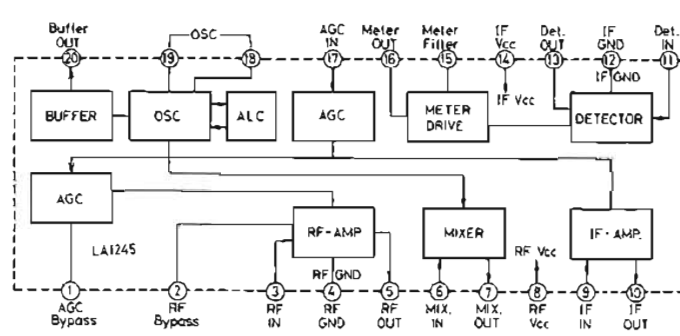 Buffer OUT
OSC
AGC IN
Meter OUT
Meter Filter
IF Vcc
Det. OUT
IF GND
Det. IN
20 19 18 17 16 15 14 13 12 11
IF GND
IF Vcc
BUFFER
OSC
ALC
AGC
METER DRIVE
DETECTOR
AGC
RF-AMP
MIXER
IF-AMP.
LA1245
RF GND
RF Vcc
1 2 3 4 5 6 7 8 9 10
AGC Bypass
RF Bypass
RF IN
RF GND
RF OUT
MIX. IN
MIX. OUT
RF Vcc
IF IN
IF OUT